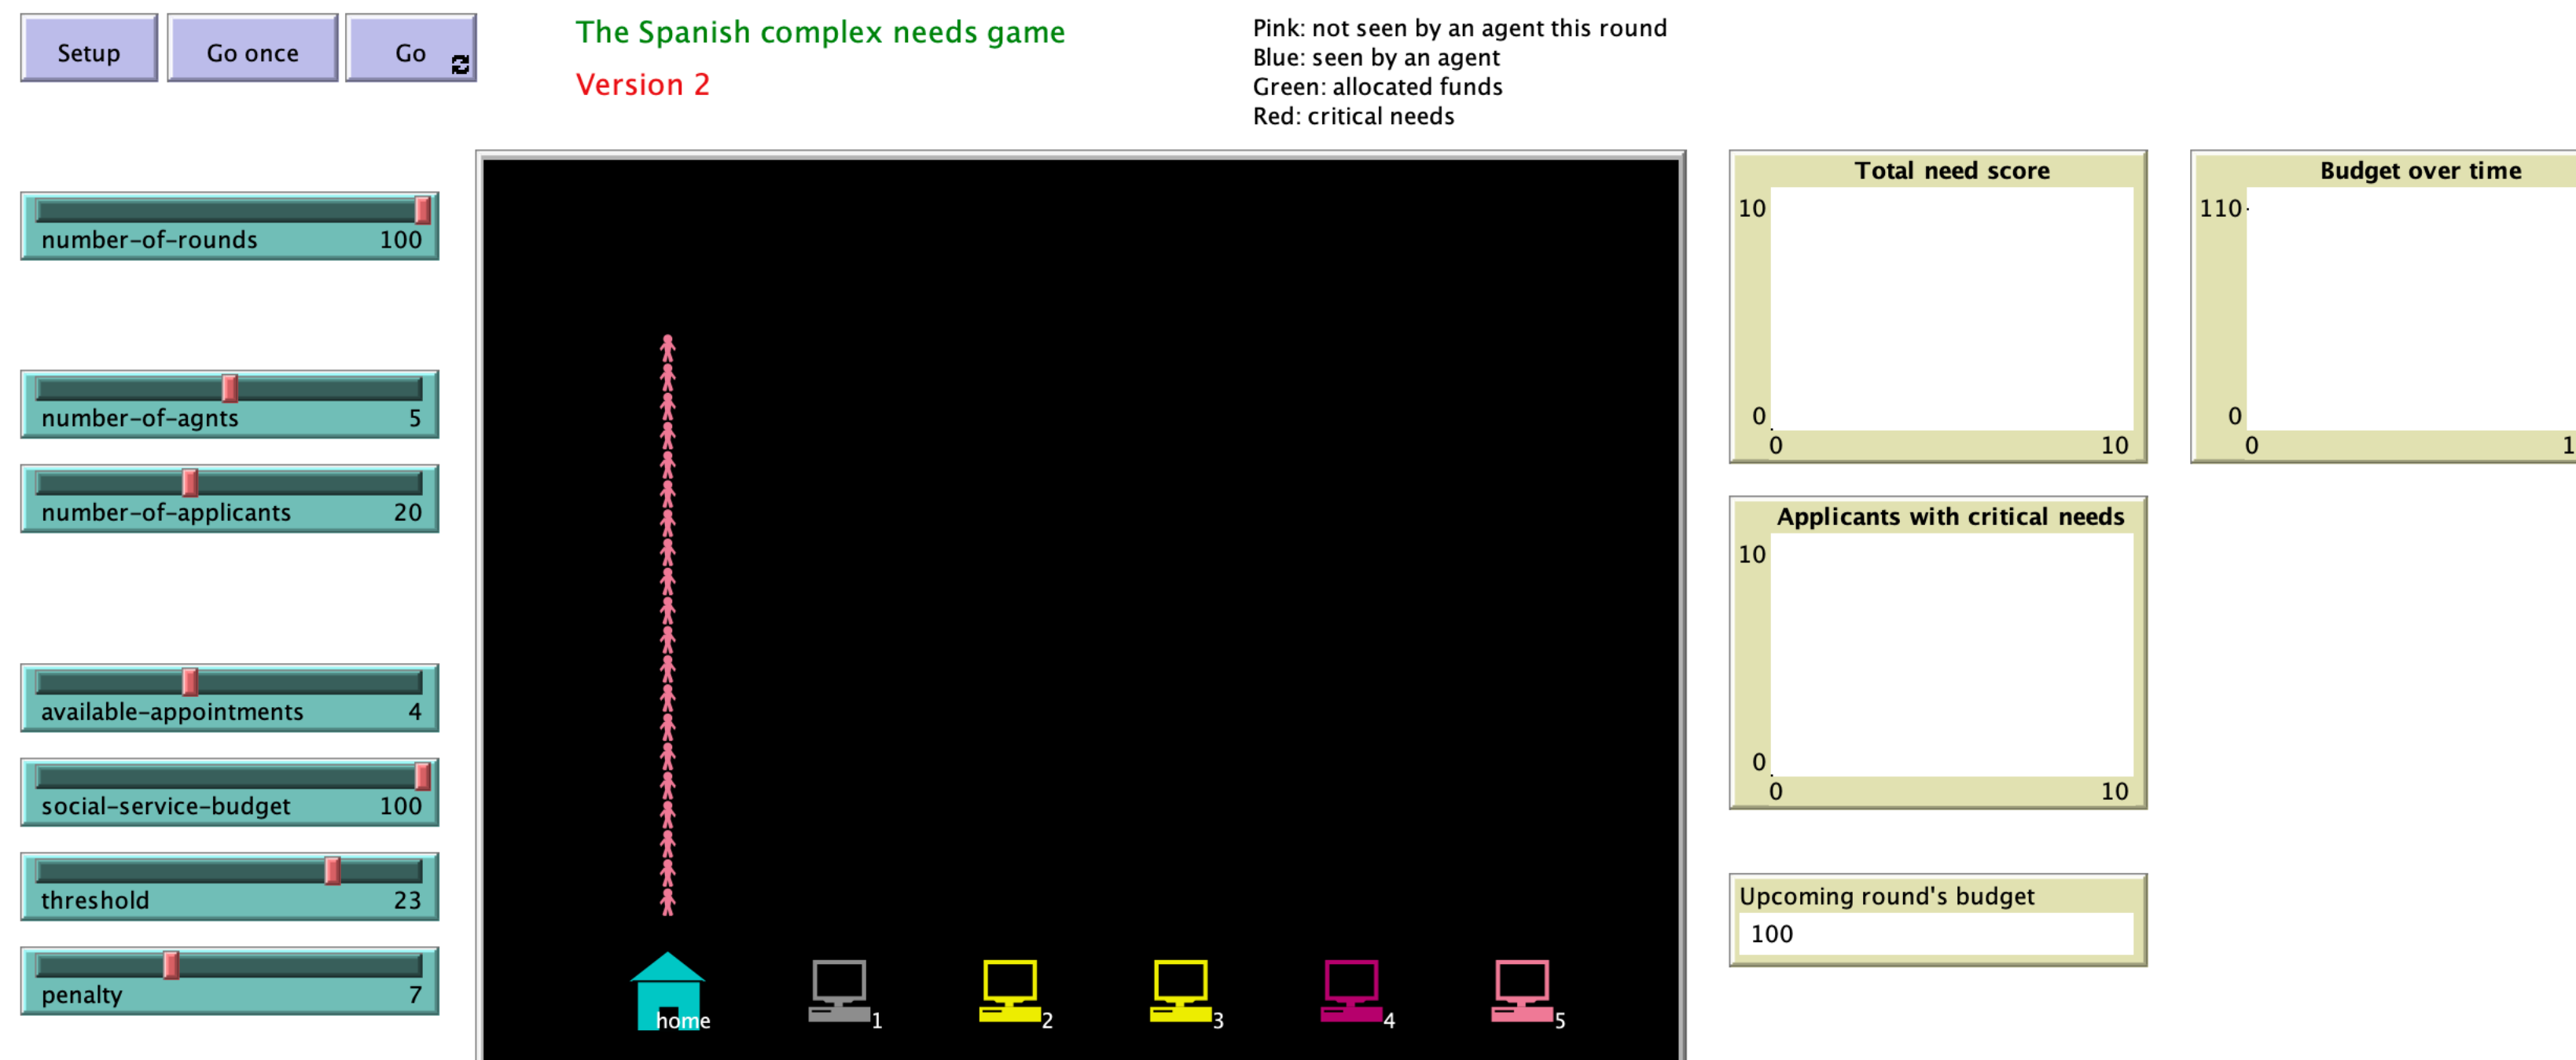 Setup
Go once
Go
The Spanish complex needs game
Version 2
Pink: not seen by an agent this round
Blue: seen by an agent
Green: allocated funds
Red: critical needs
number-of-rounds 100
number-of-agnts 5
number-of-applicants 20
available-appointments 4
social-service-budget 100
threshold 23
penalty 7
home 1 2 3 4 5
Total need score
10
0
0 10
Budget over time
110
0
0 1
Applicants with critical needs
10
0
0 10
Upcoming round's budget
100